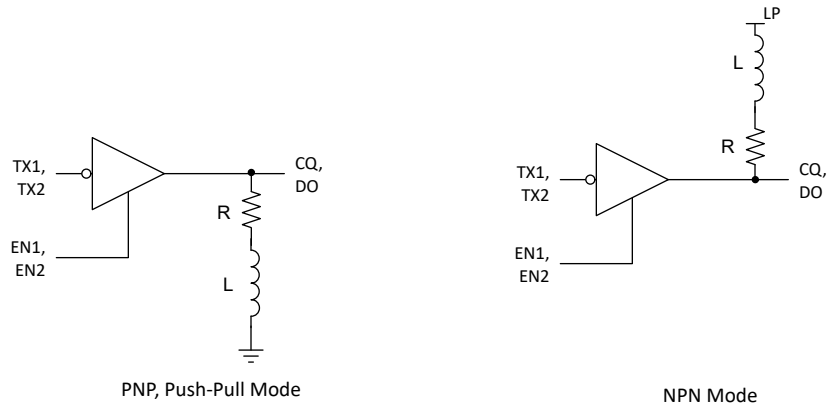 TX1,
TX2
EN1,
EN2
R
L
CQ,
DO
PNP, Push-Pull Mode
LP
L
R
TX1,
TX2
EN1,
EN2
CQ,
DO
NPN Mode